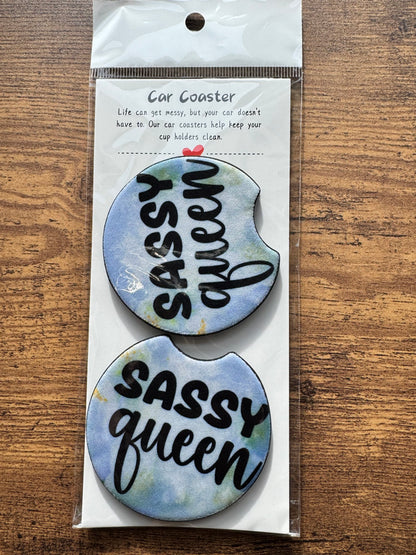 Car Coaster
Life can get messy, but your car doesn't
have to. Our car coasters help keep your
cup holders clean.
SASSY
queen
SASSY
queen